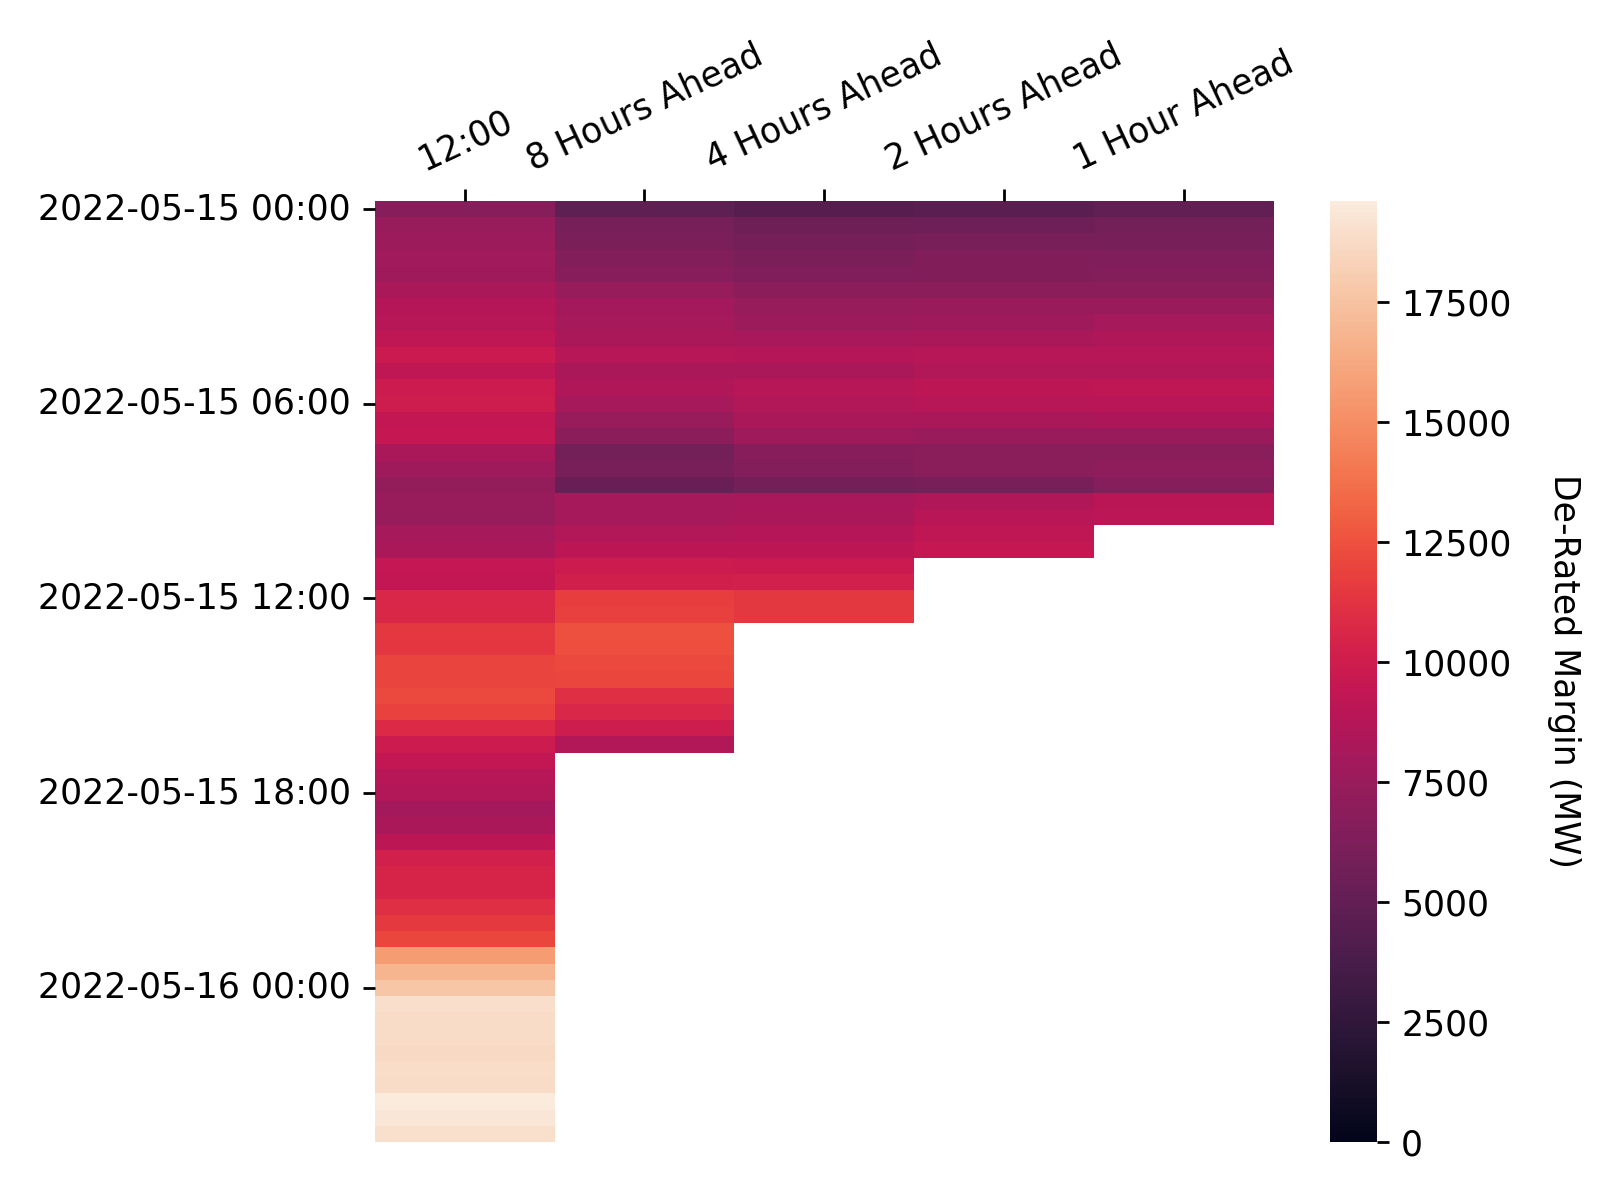 12:00
8 Hours Ahead
4 Hours Ahead
2 Hours Ahead
1 Hour Ahead
2022-05-15 00:00
2022-05-15 06:00
2022-05-15 12:00
2022-05-15 18:00
2022-05-16 00:00
17500
15000
12500
10000
7500
5000
2500
0
De-Rated Margin (MW)